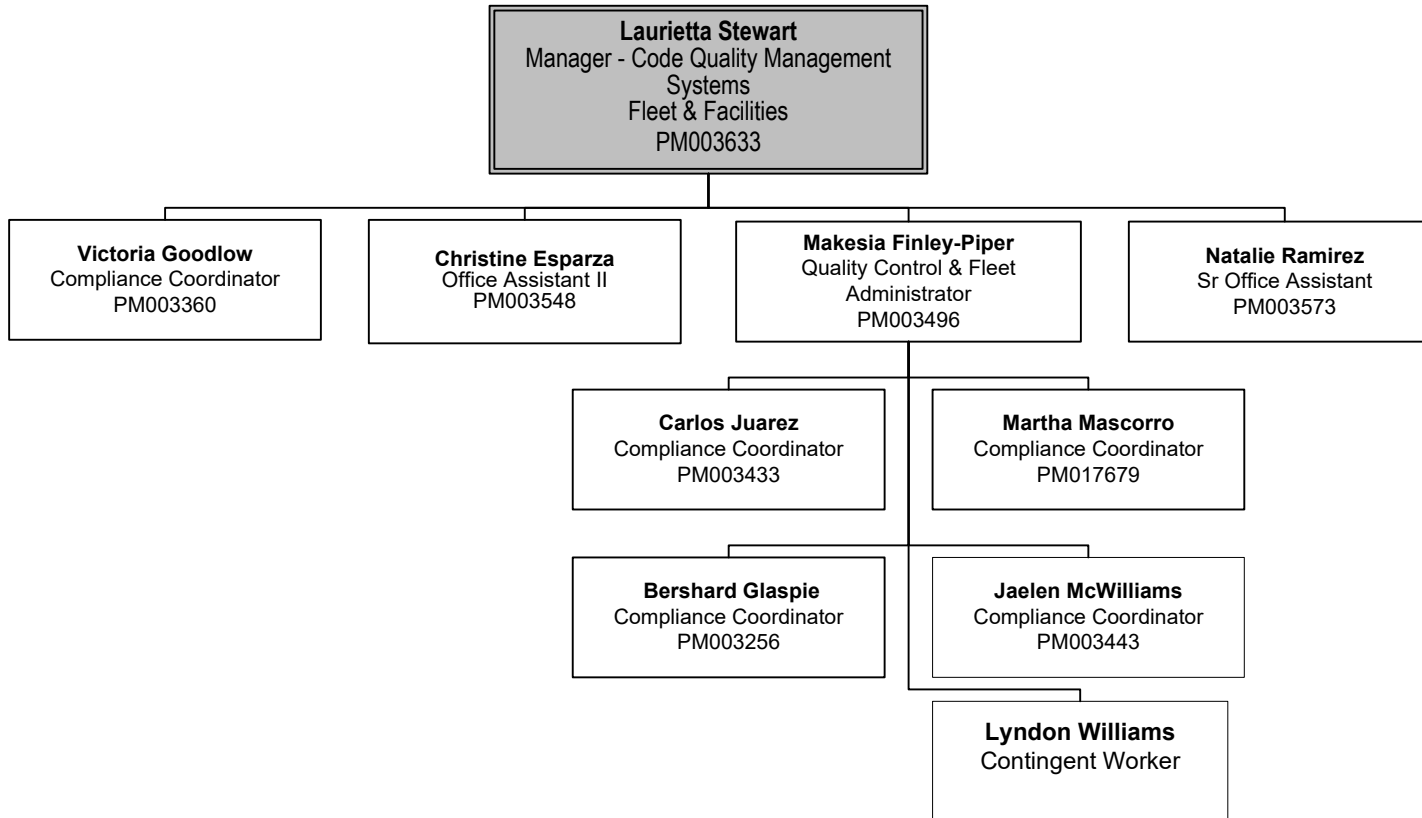 Laurietta Stewart
Manager - Code Quality Management
Systems
Fleet & Facilities
PM003633
Victoria Goodlow
Compliance Coordinator
PM003360
Christine Esparza
Office Assistant II
PM003548
Makesia Finley-Piper
Quality Control & Fleet
Administrator
PM003496
Natalie Ramirez
Sr Office Assistant
PM003573
Carlos Juarez
Compliance Coordinator
PM003433
Martha Mascorro
Compliance Coordinator
PM017679
Bershard Glaspie
Compliance Coordinator
PM003256
Jaelen McWilliams
Compliance Coordinator
PM003443
Lyndon Williams
Contingent Worker